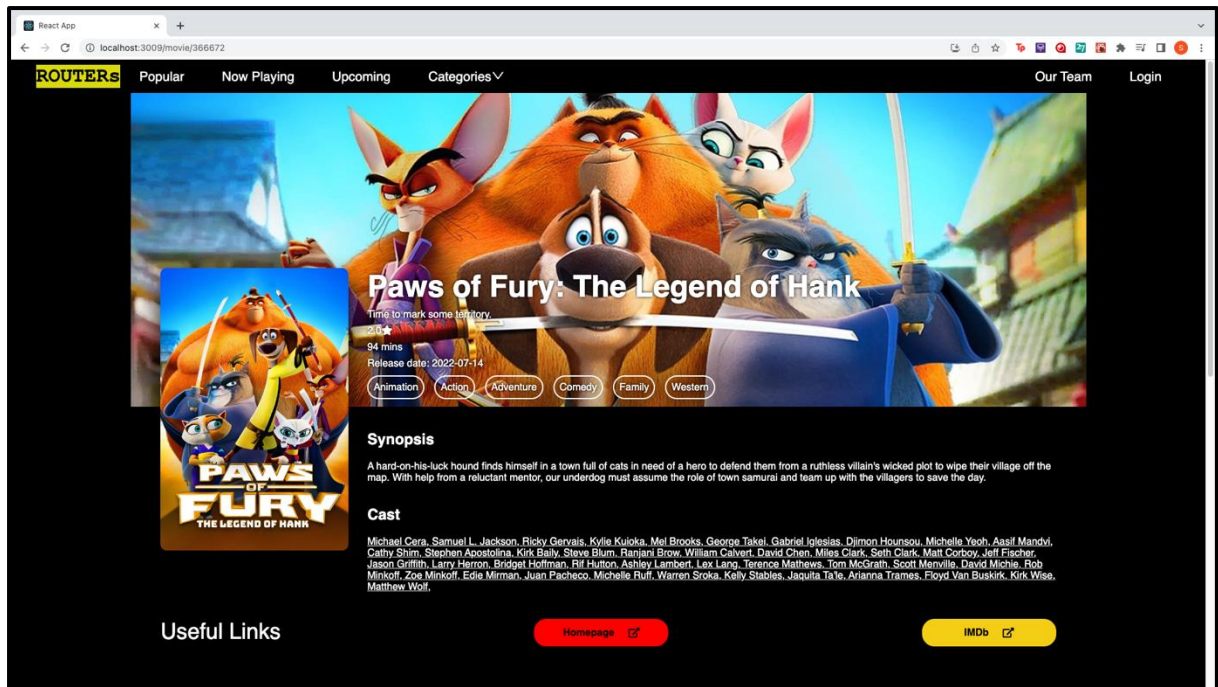 React App
localhost:3009/movie/366672
ROUTERs Popular Now Playing Upcoming Categories Our Team Login
Paws of Fury: The Legend of Hank
Time to mark some territory.
2.0★
94 mins
Release date: 2022-07-14
Animation Action Adventure Comedy Family Western
PAWS
OF
FURY
THE LEGEND OF HANK
Synopsis
A hard-on-his-luck hound finds himself in a town full of cats in need of a hero to defend them from a ruthless villain's wicked plot to wipe their village off the
map. With help from a reluctant mentor, our underdog must assume the role of town samurai and team up with the villagers to save the day.
Cast
Michael Cera, Samuel L. Jackson, Ricky Gervais, Kylie Kuioka, Mel Brooks, George Takei, Gabriel Iglesias, Djimon Hounsou, Michelle Yeoh, Aasif Mandvi,
Cathy Shim, Stephen Apostolina, Kirk Baily, Steve Blum, Ranjani Brow, William Calvert, David Chen, Miles Clark, Seth Clark, Matt Corboy, Jeff Fischer,
Jason Griffith, Larry Herron, Bridget Hoffman, Rif Hutton, Ashley Lambert, Lex Lang, Terence Mathews, Tom McGrath, Scott Menville, David Michie, Rob
Minkoff, Zoe Minkoff, Edie Mirman, Juan Pacheco, Michelle Ruff, Warren Sroka, Kelly Stables, Jaquita Ta'le, Arianna Trames, Floyd Van Buskirk, Kirk Wise,
Matthew Wolf,
Useful Links Homepage IMDb